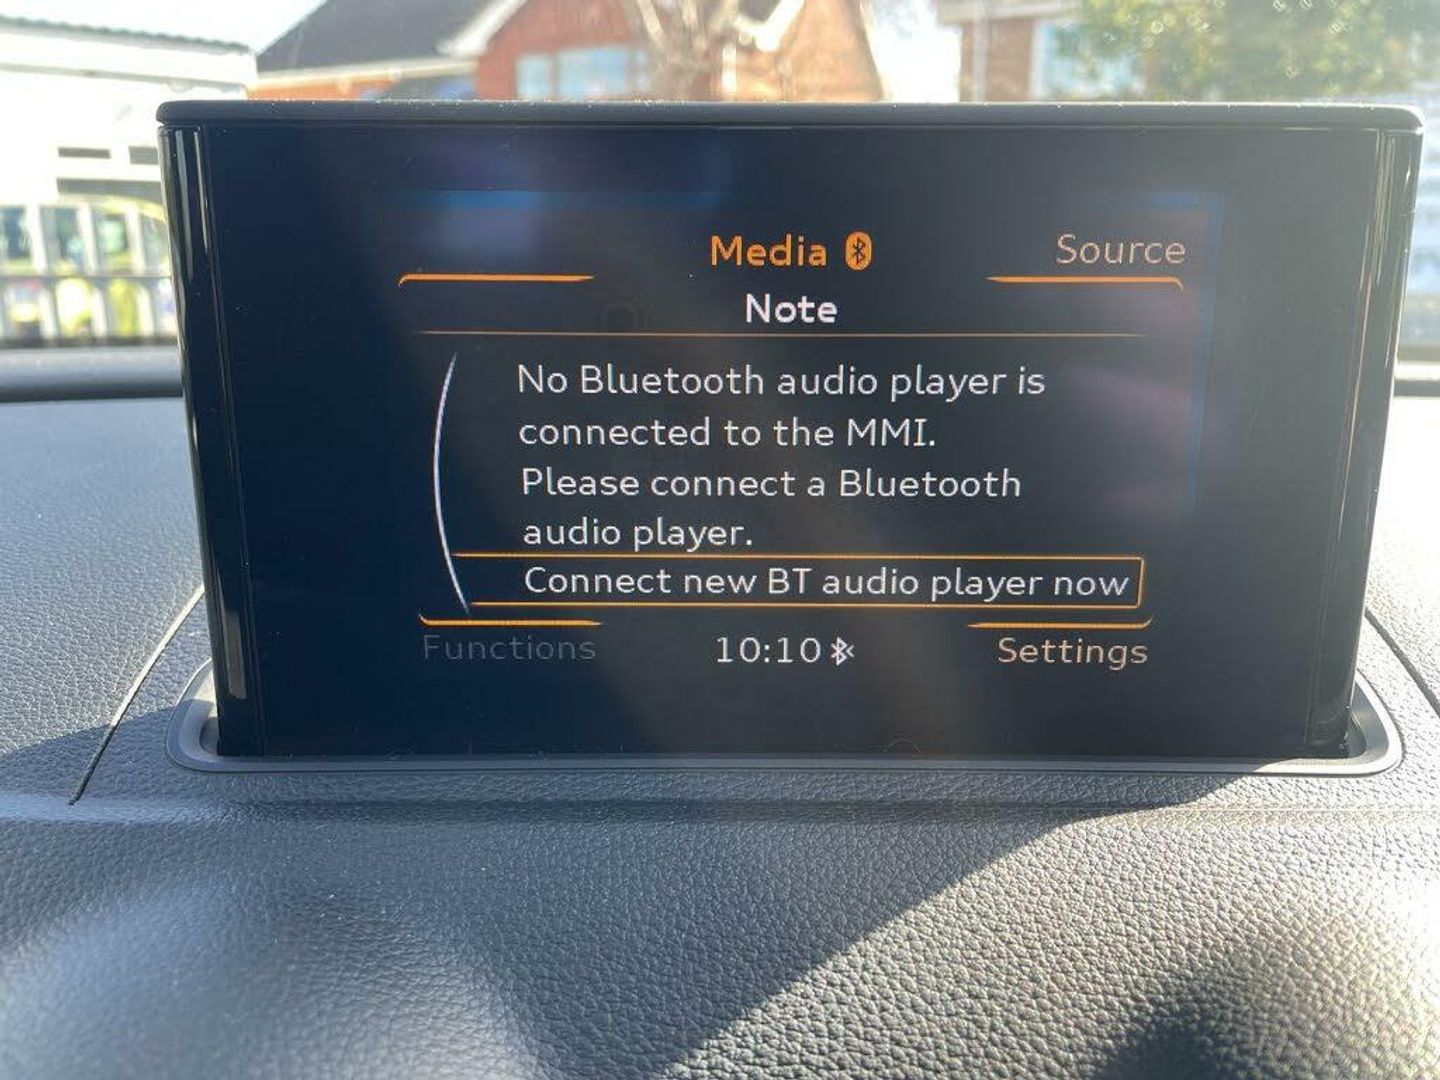 Media
Source
Note
No Bluetooth audio player is
connected to the MMI.
Please connect a Bluetooth
audio player.
Connect new BT audio player now
Functions
10:10
Settings